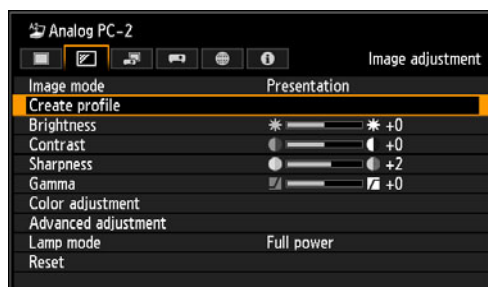 Analog PC-2
Image adjustment
Image mode Presentation
Create profile
Brightness +0
Contrast +0
Sharpness +2
Gamma +0
Color adjustment
Advanced adjustment
Lamp mode Full power
Reset